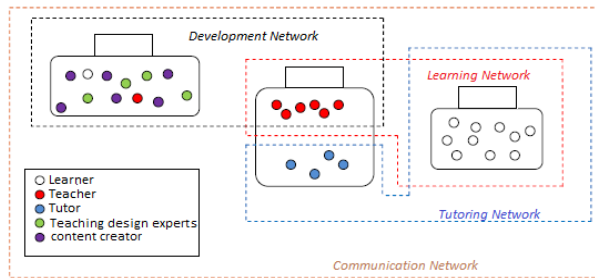 Development Network
Learning Network
Learner
Teacher
Tutor
Teaching design experts
content creator
Tutoring Network
Communication Network